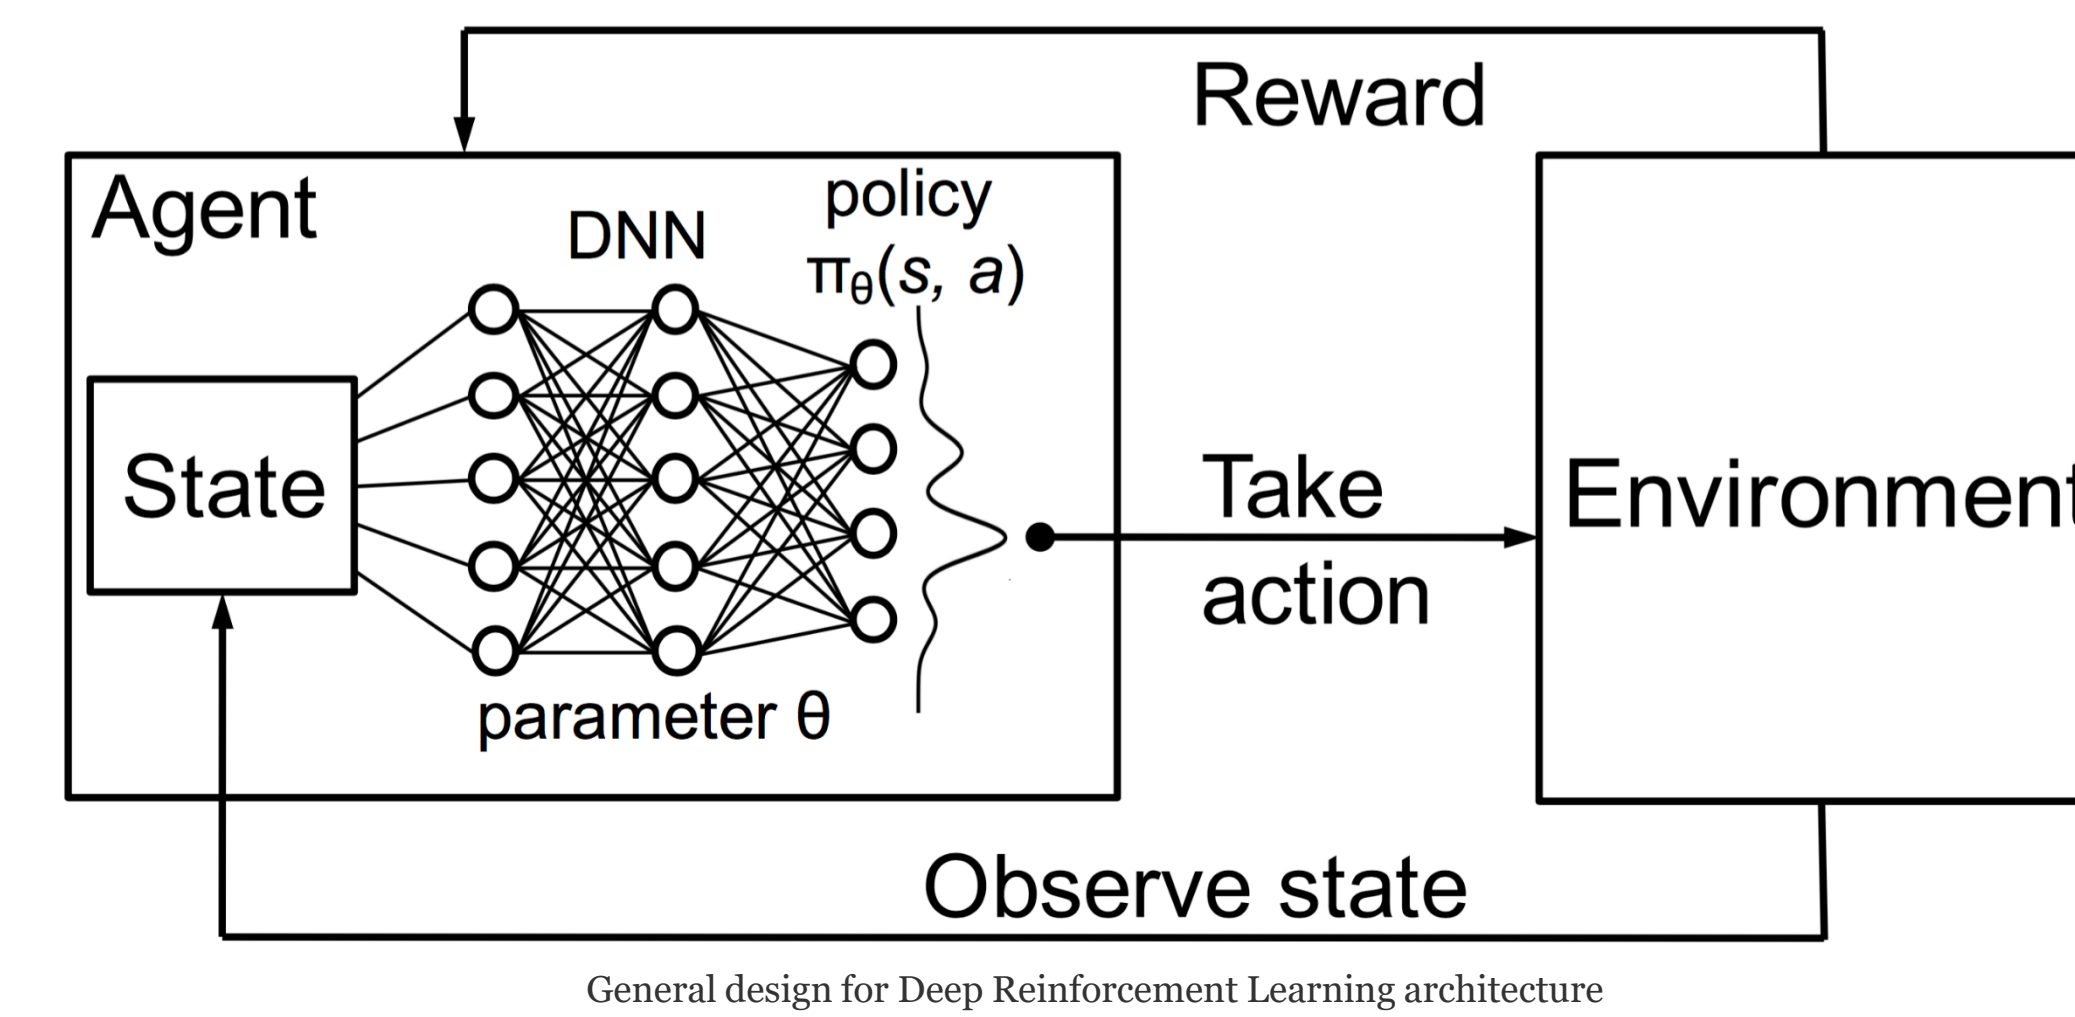 Reward
Agent
policy
DNN
πθ(s, a)
State
Take
action
Environment
parameter θ
Observe state
General design for Deep Reinforcement Learning architecture